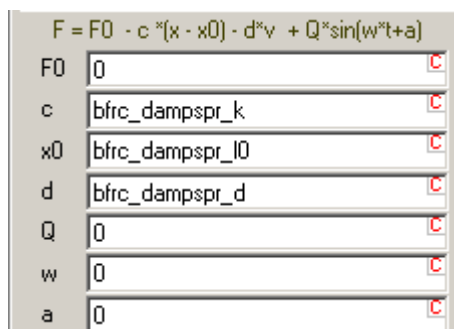 F = F0 - c *(x - x0) - d*v + Q*sin(w*t+a)
F0 0 C
c bfrc_dampspr_k C
x0 bfrc_dampspr_l0 C
d bfrc_dampspr_d C
Q 0 C
w 0 C
a 0 C